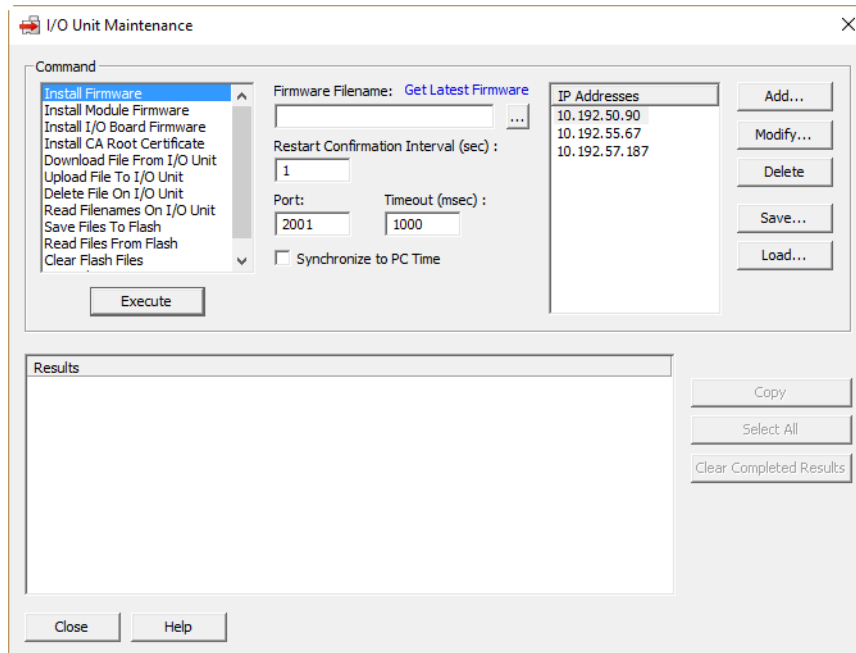 I/O Unit Maintenance
Command
Install Firmware
Install Module Firmware
Install I/O Board Firmware
Install CA Root Certificate
Download File From I/O Unit
Upload File To I/O Unit
Delete File On I/O Unit
Read Filenames On I/O Unit
Save Files To Flash
Read Files From Flash
Clear Flash Files
Execute
Firmware Filename: Get Latest Firmware
...
Restart Confirmation Interval (sec) :
1
Port: Timeout (msec) :
2001 1000
Synchronize to PC Time
IP Addresses
10.192.50.90
10.192.55.67
10.192.57.187
Add...
Modify...
Delete
Save...
Load...
Results
Copy
Select All
Clear Completed Results
Close Help